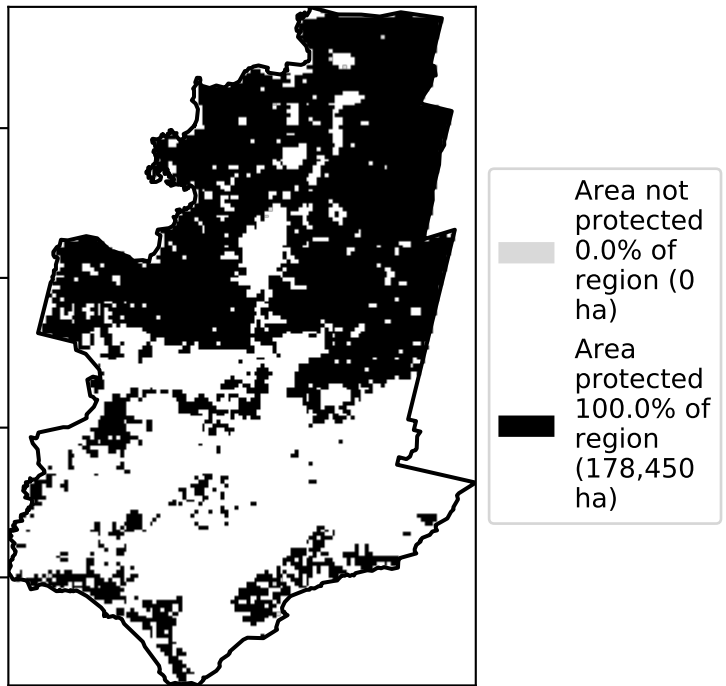 Area not
protected
0.0% of
region (0
ha)
Area
protected
100.0% of
region
(178,450
ha)